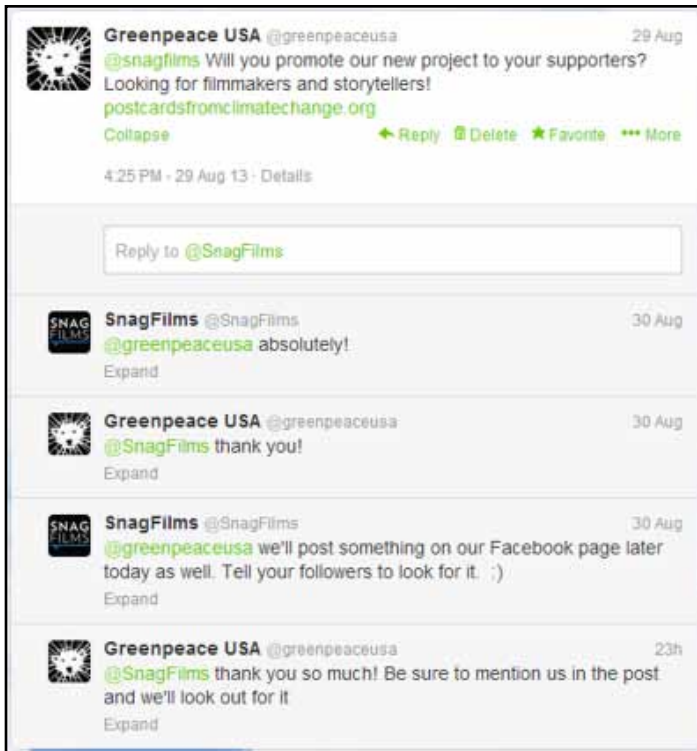 Greenpeace USA @greenpeaceusa 29 Aug
@snagfilms Will you promote our new project to your supporters?
Looking for filmmakers and storytellers!
postcardsfromclimatechange.org
Collapse Reply Delete Favorite More
4:25 PM - 29 Aug 13 · Details
Reply to @SnagFilms
SNAG
FILMS
SnagFilms @SnagFilms 30 Aug
@greenpeaceusa absolutely!
Expand
Greenpeace USA @greenpeaceusa 30 Aug
@SnagFilms thank you!
Expand
SNAG
FILMS
SnagFilms @SnagFilms 30 Aug
@greenpeaceusa we'll post something on our Facebook page later
today as well. Tell your followers to look for it. :)
Expand
Greenpeace USA @greenpeaceusa 23h
@SnagFilms thank you so much! Be sure to mention us in the post
and we'll look out for it
Expand